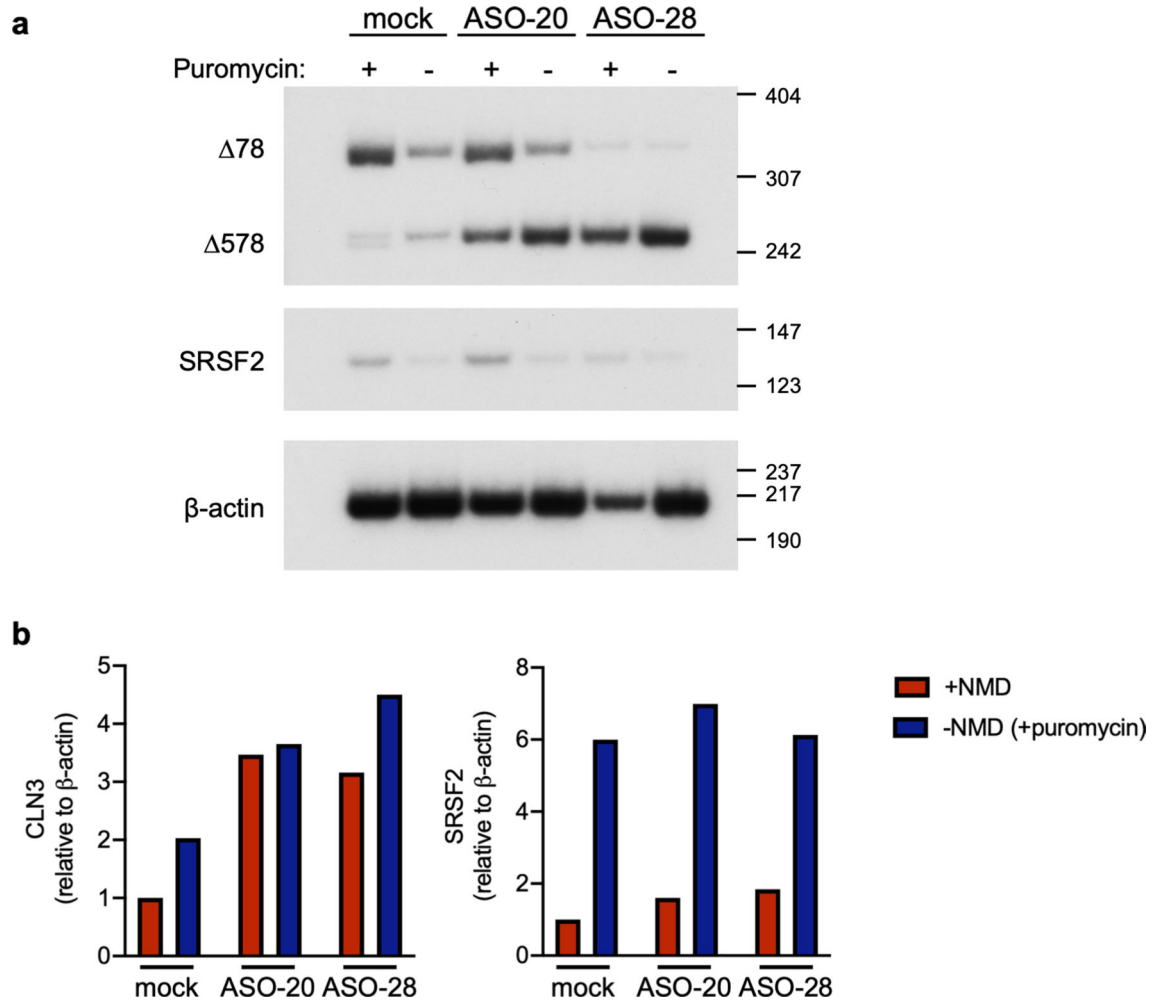 a
mock ASO-20 ASO-28
Puromycin: + - + - + -
404
Δ78
307
Δ578
242
147
SRSF2
123
237
217
β-actin
190
b
5
4
3
2
1
0
CLN3
(relative to β-actin)
mock ASO-20 ASO-28
8
6
4
2
0
SRSF2
(relative to β-actin)
mock ASO-20 ASO-28
+NMD
-NMD (+puromycin)